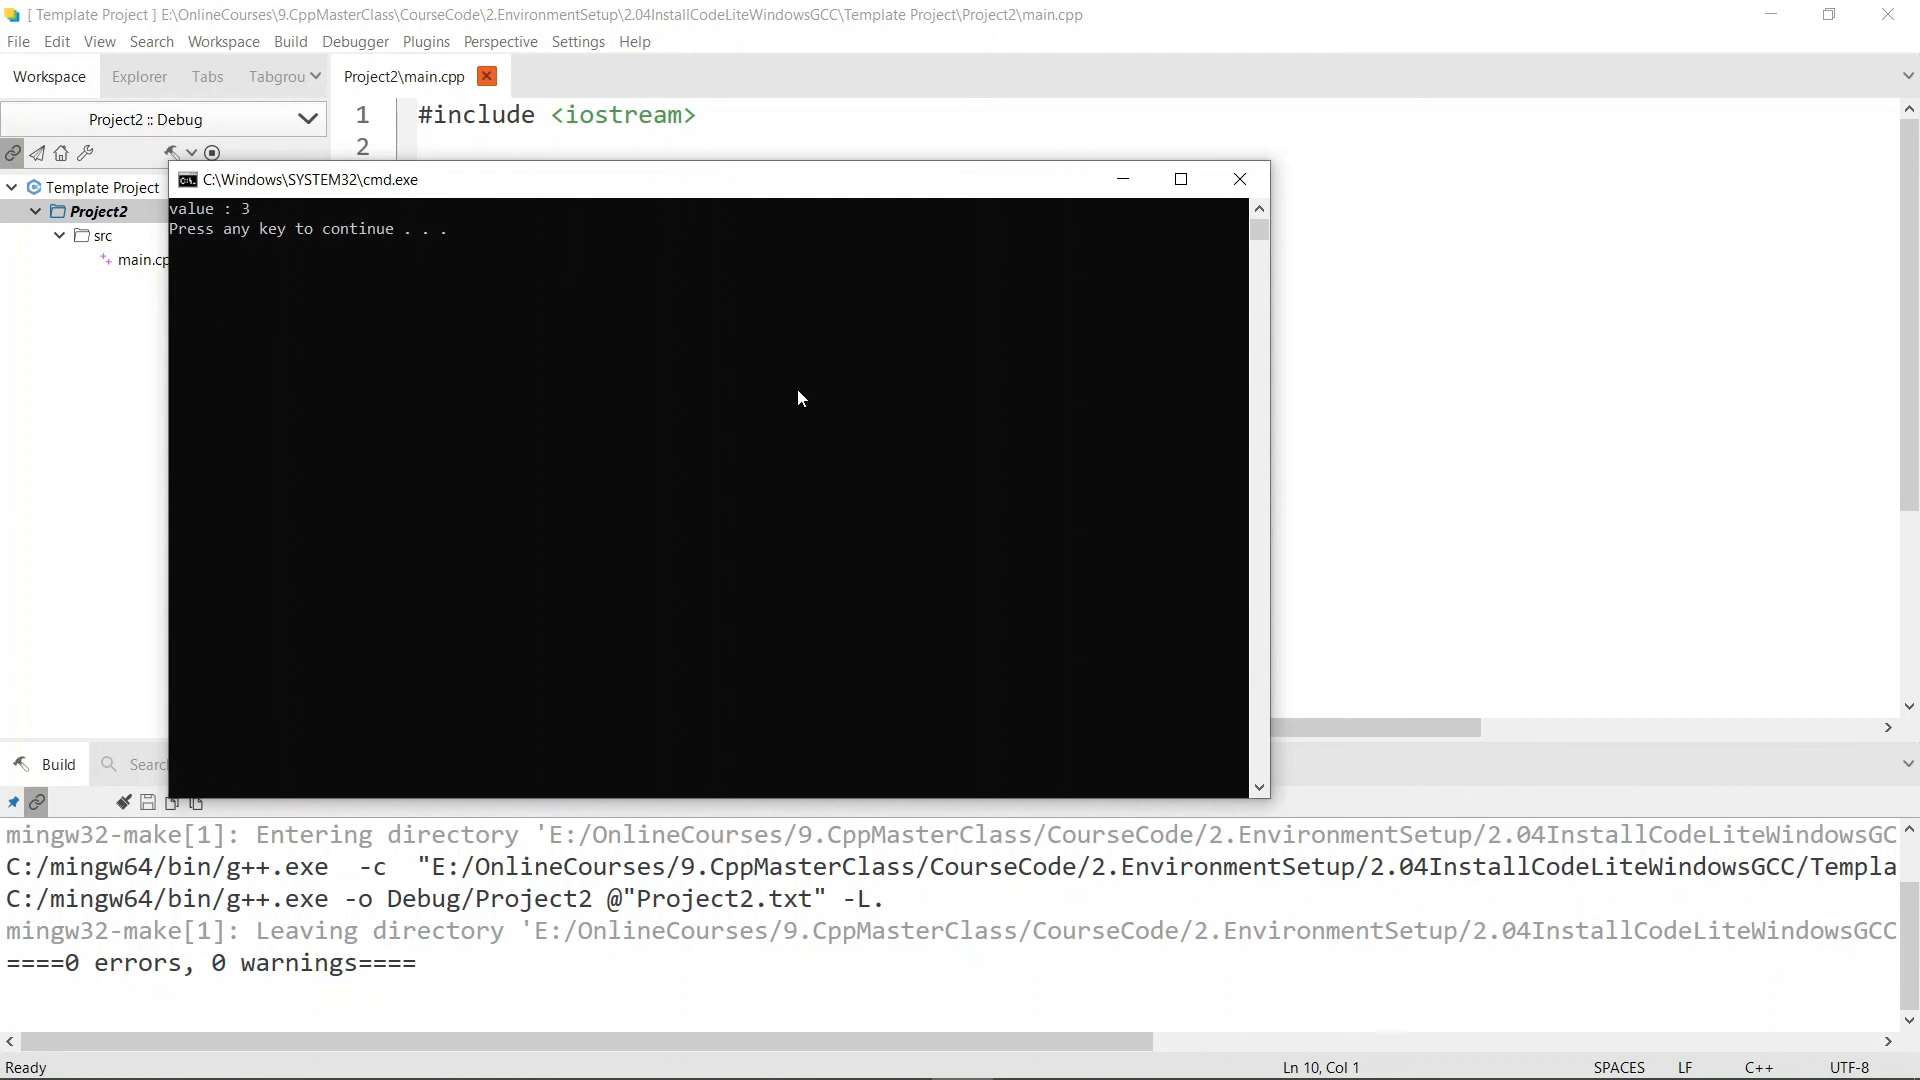 [ Template Project ] E:\OnlineCourses\9.CppMasterClass\CourseCode\2.EnvironmentSetup\2.04InstallCodeLiteWindowsGCC\Template Project\Project2\main.cpp
File Edit View Search Workspace Build Debugger Plugins Perspective Settings Help
Workspace Explorer Tabs Tabgrou Project2\main.cpp
Project2 :: Debug
1 #include <iostream>
2
C:\Windows\SYSTEM32\cmd.exe
Template Project
Project2
src
main.cp
value : 3
Press any key to continue . . .
Build Searc
mingw32-make[1]: Entering directory 'E:/OnlineCourses/9.CppMasterClass/CourseCode/2.EnvironmentSetup/2.04InstallCodeLiteWindowsGC
C:/mingw64/bin/g++.exe -c "E:/OnlineCourses/9.CppMasterClass/CourseCode/2.EnvironmentSetup/2.04InstallCodeLiteWindowsGCC/Templa
C:/mingw64/bin/g++.exe -o Debug/Project2 @"Project2.txt" -L.
mingw32-make[1]: Leaving directory 'E:/OnlineCourses/9.CppMasterClass/CourseCode/2.EnvironmentSetup/2.04InstallCodeLiteWindowsGCC
====0 errors, 0 warnings====
Ready Ln 10, Col 1 SPACES LF C++ UTF-8